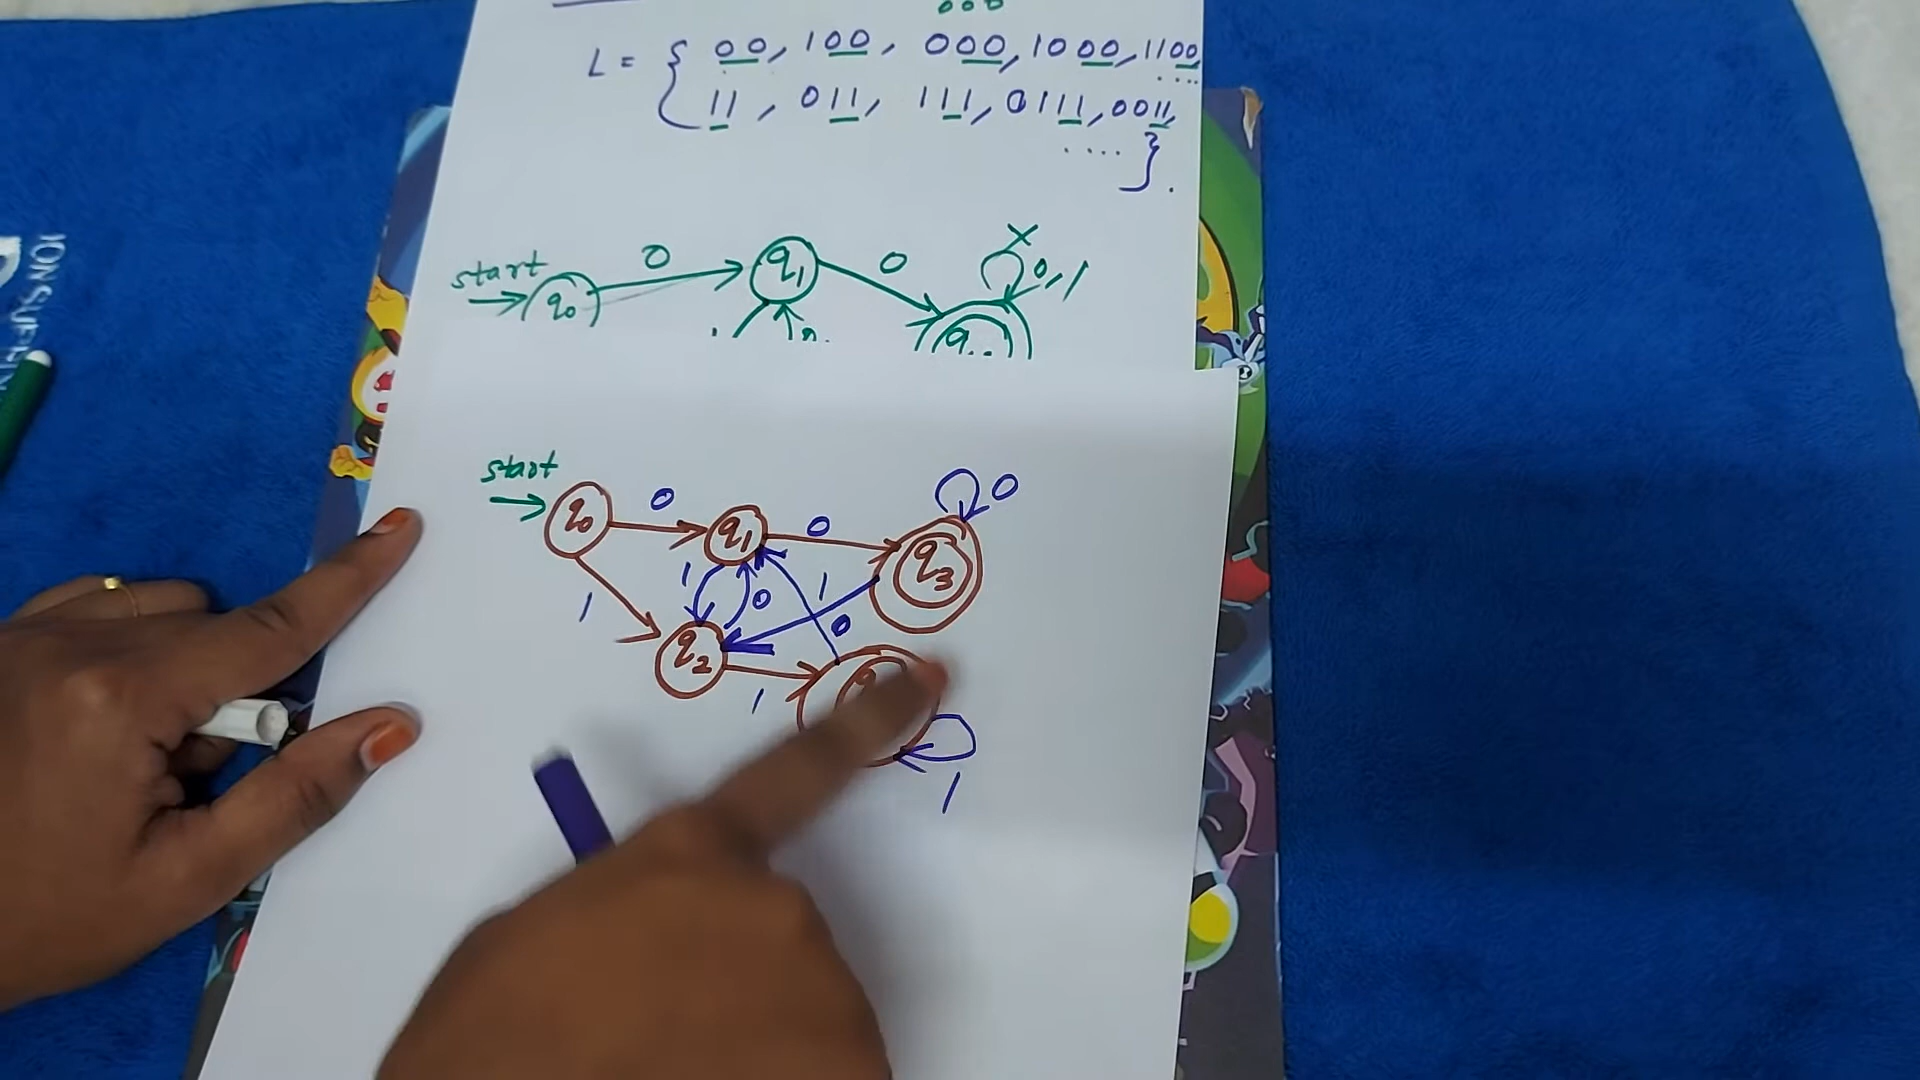 000
L = { 00, 100, 000, 1000, 1100,
....
11, 011, 111, 0111, 0011,
.... }.
start
q0 0 q1 0 x 0,1
start
q0 0 q1 0 q3 0
1 1 0 1 0
q2 1
1